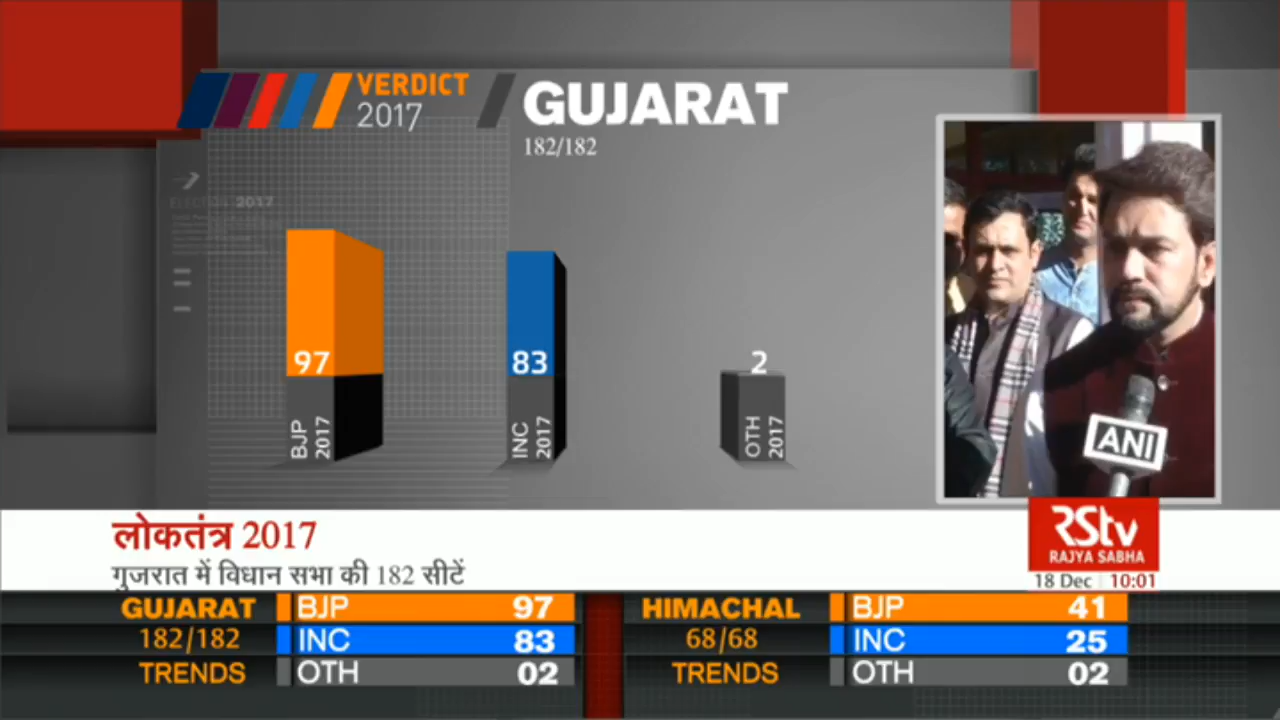 VERDICT
2017
GUJARAT
182/182
ELECTION 2017
97
83
2
BJP
2017
INC
2017
OTH
2017
ANI
लोकतंत्र 2017
गुजरात में विधान सभा की 182 सीटें
RStv
RAJYA SABHA
18 Dec 10:01
GUJARAT BJP 97
182/182 INC 83
TRENDS OTH 02
HIMACHAL BJP 41
68/68 INC 25
TRENDS OTH 02